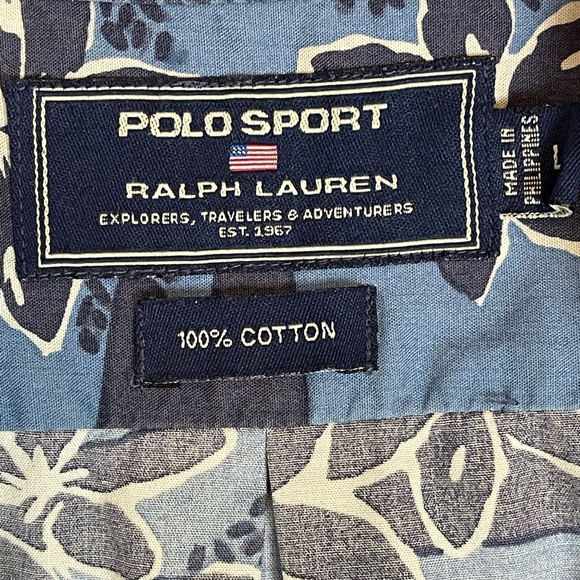 POLO SPORT
RALPH LAUREN
EXPLORERS, TRAVELERS & ADVENTURERS
EST. 1967
MADE IN
PHILIPPINES
L
100% COTTON